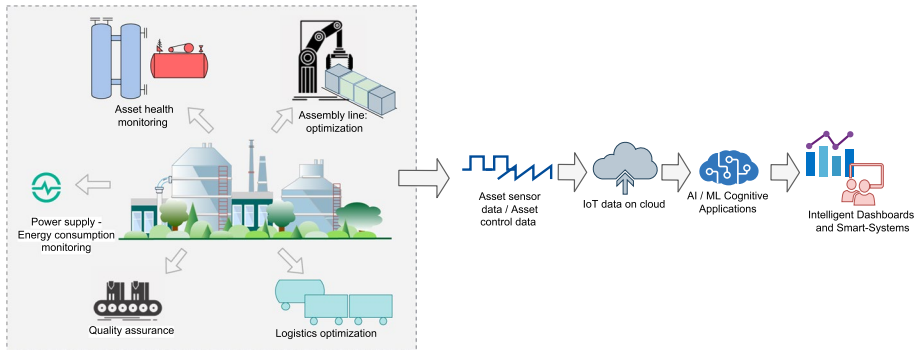 Asset health
monitoring
Assembly line:
optimization
Power supply -
Energy consumption
monitoring
Quality assurance
Logistics optimization
Asset sensor
data / Asset
control data
IoT data on cloud
AI / ML Cognitive
Applications
Intelligent Dashboards
and Smart-Systems